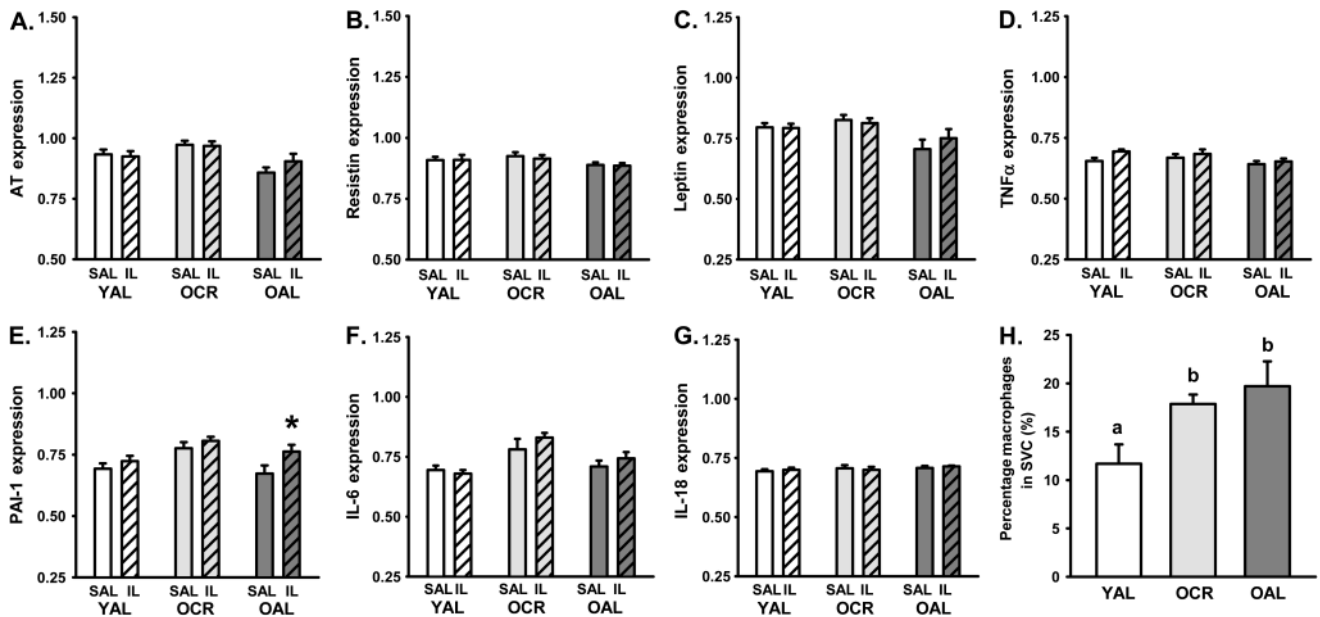 A.
AT expression
1.50
1.25
1.00
0.75
0.50
SAL IL SAL IL SAL IL
YAL OCR OAL
B.
Resistin expression
1.50
1.25
1.00
0.75
0.50
SAL IL SAL IL SAL IL
YAL OCR OAL
C.
Leptin expression
1.25
1.00
0.75
0.50
0.25
SAL IL SAL IL SAL IL
YAL OCR OAL
D.
TNFα expression
1.25
1.00
0.75
0.50
0.25
SAL IL SAL IL SAL IL
YAL OCR OAL
E.
PAI-1 expression
1.25
1.00
0.75
0.50
0.25
*
SAL IL SAL IL SAL IL
YAL OCR OAL
F.
IL-6 expression
1.25
1.00
0.75
0.50
0.25
SAL IL SAL IL SAL IL
YAL OCR OAL
G.
IL-18 expression
1.25
1.00
0.75
0.50
0.25
SAL IL SAL IL SAL IL
YAL OCR OAL
H.
Percentage macrophages
in SVC (%)
25
20
15
10
5
0
a b b
YAL OCR OAL